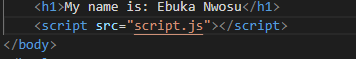 <h1>My name is: Ebuka Nwosu</h1>
<script src="script.js"></script>
</body>